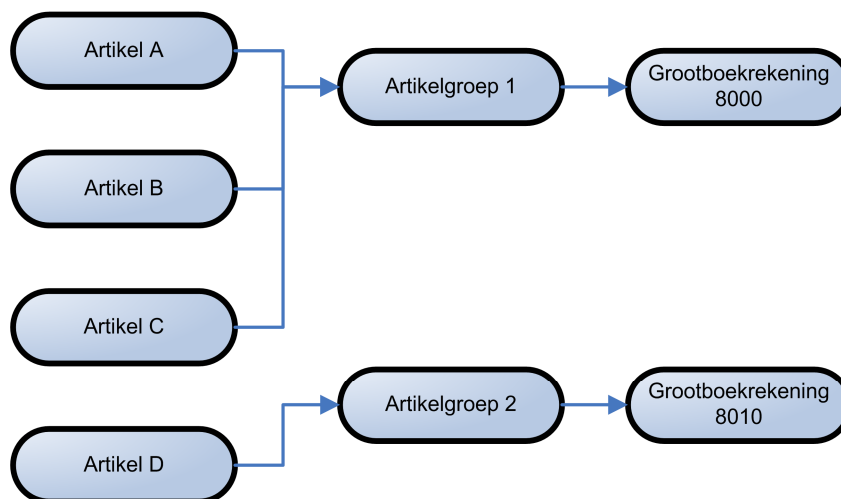 Artikel A
Artikelgroep 1
Grootboekrekening
8000
Artikel B
Artikel C
Artikelgroep 2
Grootboekrekening
8010
Artikel D